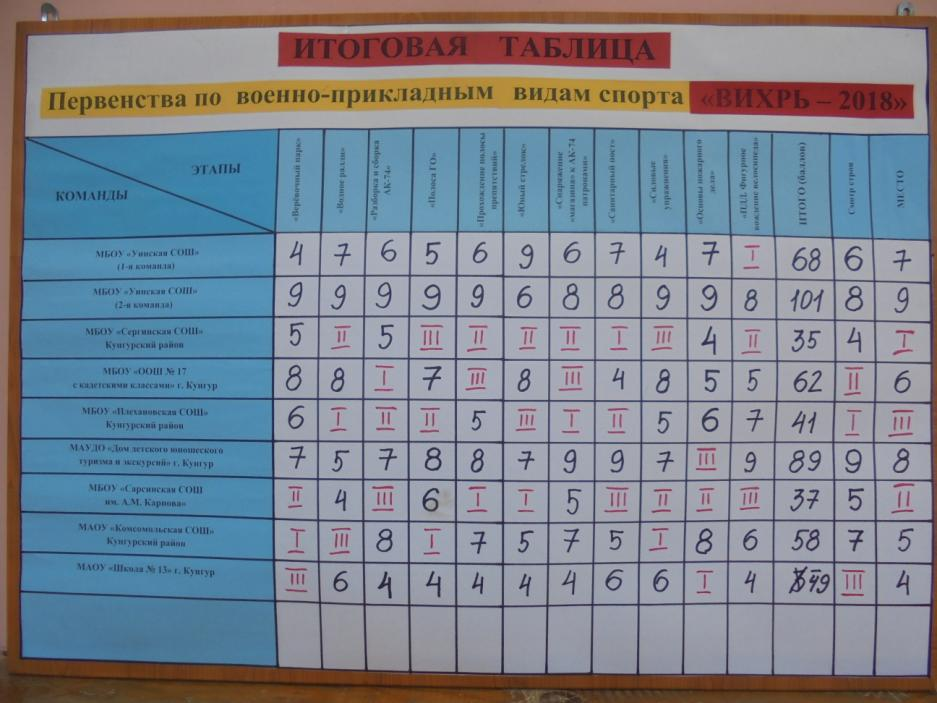 ИТОГОВАЯ ТАБЛИЦА
Первенства по военно-прикладным видам спорта «ВИХРЬ – 2018»
ЭТАПЫ
КОМАНДЫ
«Верёвочный парк»
«Водное ралли»
«Разборка и сборка АК-74»
«Полоса ГО»
«Прохождение полосы препятствий»
«Юный стрелок»
«Снаряжение «магазина» к АК-74 патронами»
«Санитарный пост»
«Силовые упражнения»
«Основы пожарного дела»
«ПДД. Фигурное вождение велосипеда»
ИТОГО (баллов)
Смотр строя
МЕСТО
МБОУ «Уинская СОШ»
(1-я команда)
4 7 6 5 6 9 6 7 4 7 I 68 6 7
МБОУ «Уинская СОШ»
(2-я команда)
9 9 9 9 9 6 8 8 9 9 8 101 8 9
МБОУ «Сергинская СОШ»
Кунгурский район
5 II 5 III II II II I III 4 II 35 4 I
МБОУ «ООШ № 17
с кадетскими классами» г. Кунгур
8 8 I 7 III 8 III 4 8 5 5 62 II 6
МБОУ «Плехановская СОШ»
Кунгурский район
6 I II II 5 III I II 5 6 7 41 I III
МАУДО «Дом детского юношеского
туризма и экскурсий» г. Кунгур
7 5 7 8 8 7 9 9 7 III 9 89 9 8
МБОУ «Сарсинская СОШ
им. А.М. Карпова»
II 4 III 6 I I 5 III II II III 37 5 II
МАОУ «Комсомольская СОШ»
Кунгурский район
I III 8 I 7 5 7 5 I 8 6 58 7 5
МАОУ «Школа № 13» г. Кунгур
III 6 4 4 4 4 4 6 6 I 4 49 III 4